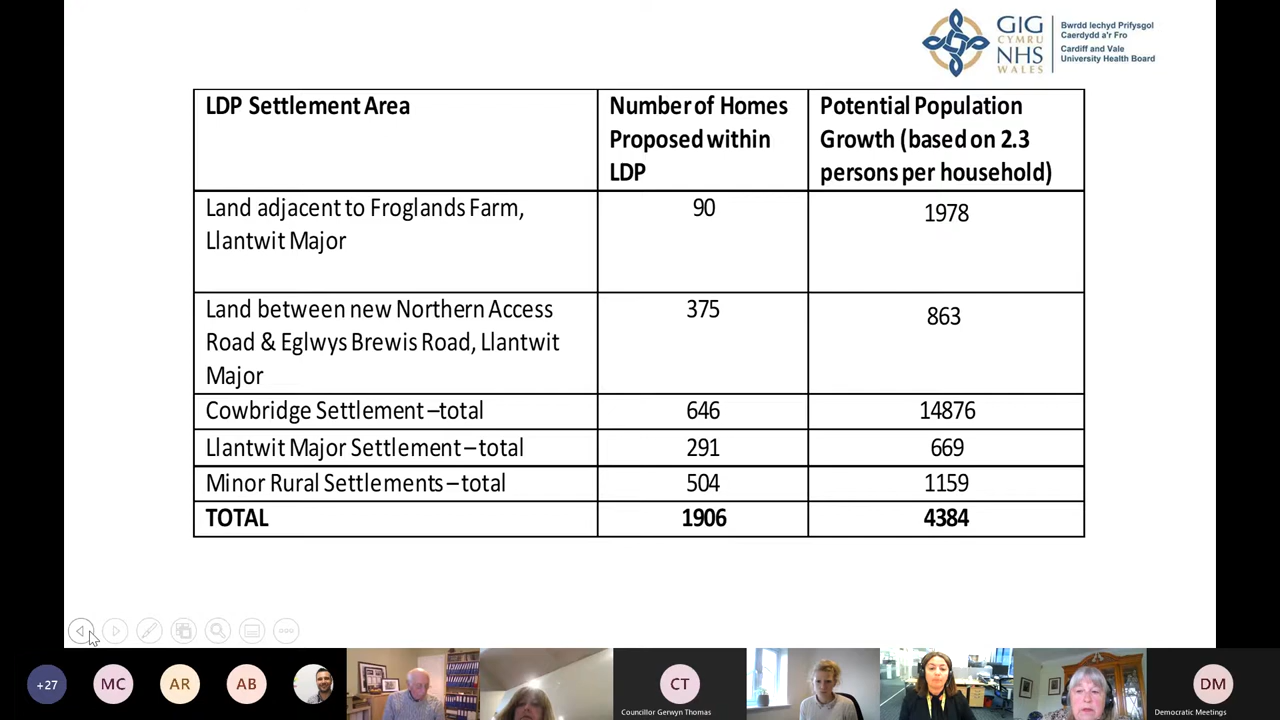 GIG
CYMRU
NHS
WALES
Bwrdd Iechyd Prifysgol
Caerdydd a'r Fro
Cardiff and Vale
University Health Board
LDP Settlement Area
Number of Homes
Proposed within
LDP
Potential Population
Growth (based on 2.3
persons per household)
Land adjacent to Froglands Farm,
Llantwit Major
90
1978
Land between new Northern Access
Road & Eglwys Brewis Road, Llantwit
Major
375
863
Cowbridge Settlement –total
646
14876
Llantwit Major Settlement – total
291
669
Minor Rural Settlements – total
504
1159
TOTAL
1906
4384
+27
MC
AR
AB
CT
Councillor Gerwyn Thomas
DM
Democratic Meetings